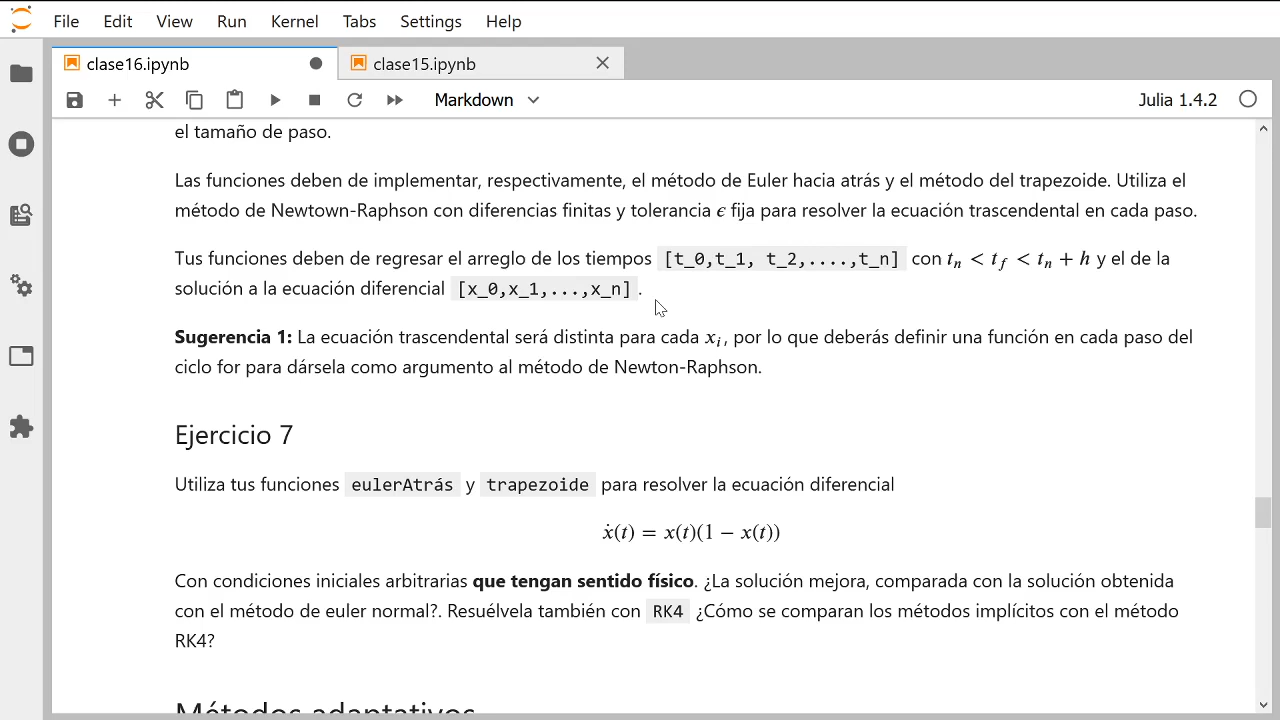 File Edit View Run Kernel Tabs Settings Help
clase16.ipynb
clase15.ipynb
Markdown
Julia 1.4.2
el tamaño de paso.
Las funciones deben de implementar, respectivamente, el método de Euler hacia atrás y el método del trapezoide. Utiliza el
método de Newtown-Raphson con diferencias finitas y tolerancia ε fija para resolver la ecuación trascendental en cada paso.
Tus funciones deben de regresar el arreglo de los tiempos [t_0,t_1, t_2,....,t_n] con tₙ < t_f < tₙ + h y el de la
solución a la ecuación diferencial [x_0,x_1,...,x_n].
Sugerencia 1: La ecuación trascendental será distinta para cada xᵢ, por lo que deberás definir una función en cada paso del
ciclo for para dársela como argumento al método de Newton-Raphson.
Ejercicio 7
Utiliza tus funciones eulerAtrás y trapezoide para resolver la ecuación diferencial
ẋ(t) = x(t)(1 − x(t))
Con condiciones iniciales arbitrarias que tengan sentido físico. ¿La solución mejora, comparada con la solución obtenida
con el método de euler normal?. Resuélvela también con RK4 ¿Cómo se comparan los métodos implícitos con el método
RK4?
Métodos adaptativos